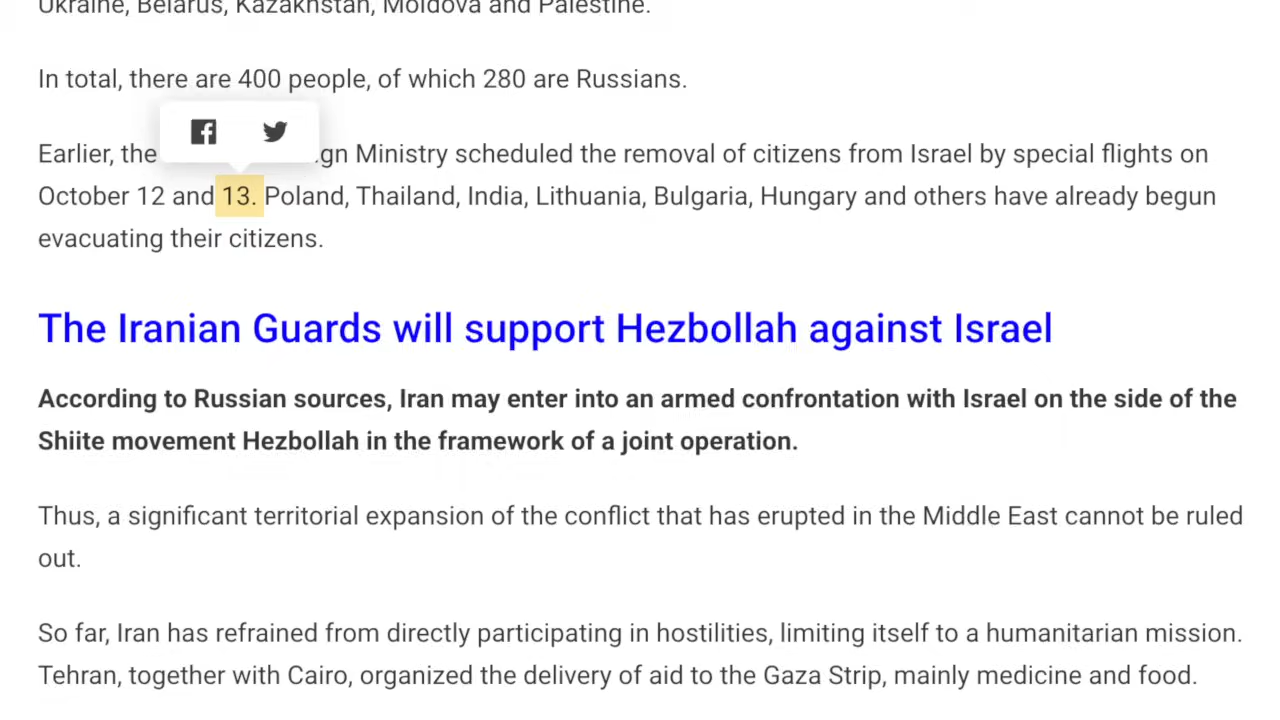 Ukraine, Belarus, Kazakhstan, Moldova and Palestine.
In total, there are 400 people, of which 280 are Russians.
Earlier, the gn Ministry scheduled the removal of citizens from Israel by special flights on
October 12 and 13. Poland, Thailand, India, Lithuania, Bulgaria, Hungary and others have already begun
evacuating their citizens.
The Iranian Guards will support Hezbollah against Israel
According to Russian sources, Iran may enter into an armed confrontation with Israel on the side of the
Shiite movement Hezbollah in the framework of a joint operation.
Thus, a significant territorial expansion of the conflict that has erupted in the Middle East cannot be ruled
out.
So far, Iran has refrained from directly participating in hostilities, limiting itself to a humanitarian mission.
Tehran, together with Cairo, organized the delivery of aid to the Gaza Strip, mainly medicine and food.